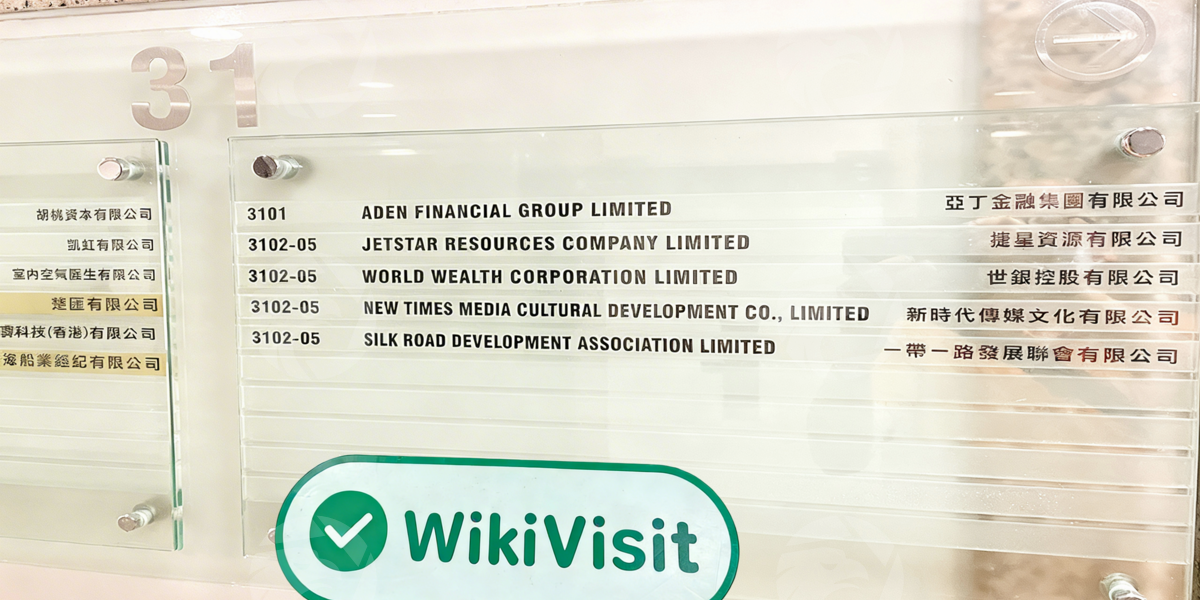 31
胡桃資本有限公司
凱虹有限公司
室內空氣衞生有限公司
楚匯有限公司
科技(香港)有限公司
海船業經紀有限公司
3101 ADEN FINANCIAL GROUP LIMITED 亞丁金融集團有限公司
3102-05 JETSTAR RESOURCES COMPANY LIMITED 捷星資源有限公司
3102-05 WORLD WEALTH CORPORATION LIMITED 世銀控股有限公司
3102-05 NEW TIMES MEDIA CULTURAL DEVELOPMENT CO., LIMITED 新時代傳媒文化有限公司
3102-05 SILK ROAD DEVELOPMENT ASSOCIATION LIMITED 一帶一路發展聯會有限公司
WikiVisit